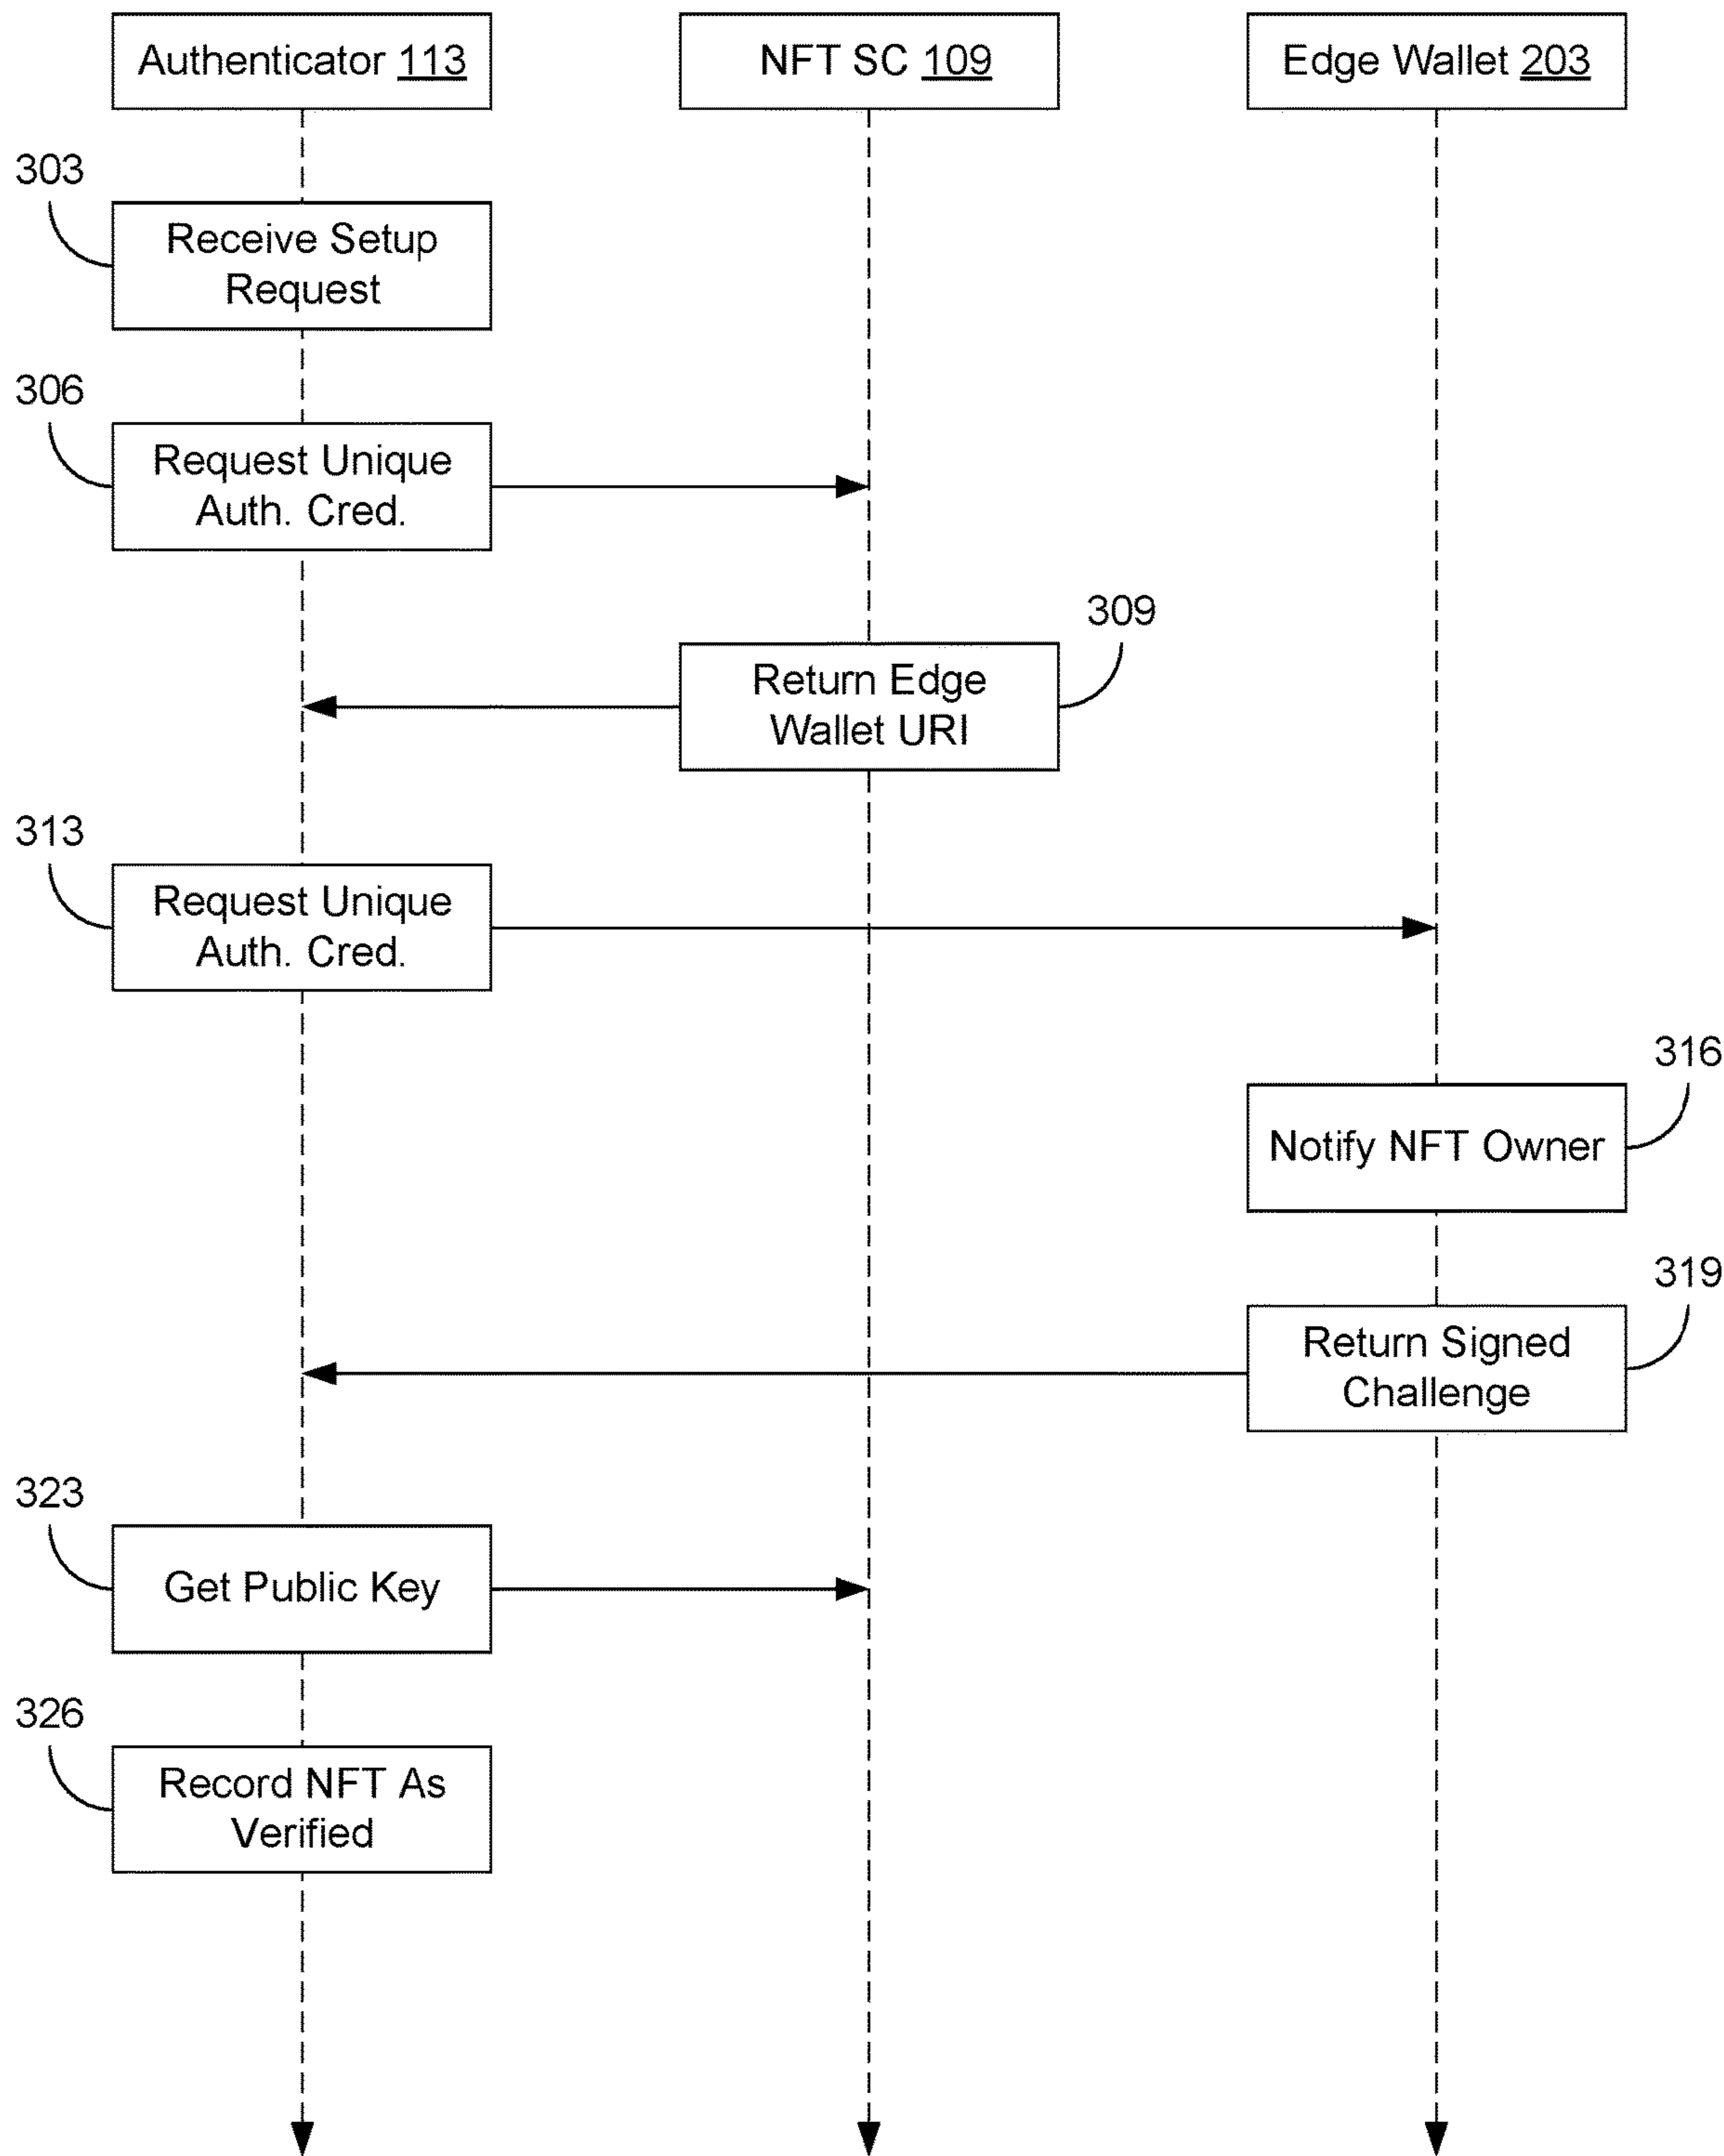 Authenticator 113
NFT SC 109
Edge Wallet 203
303
Receive Setup
Request
306
Request Unique
Auth. Cred.
309
Return Edge
Wallet URI
313
Request Unique
Auth. Cred.
316
Notify NFT Owner
319
Return Signed
Challenge
323
Get Public Key
326
Record NFT As
Verified